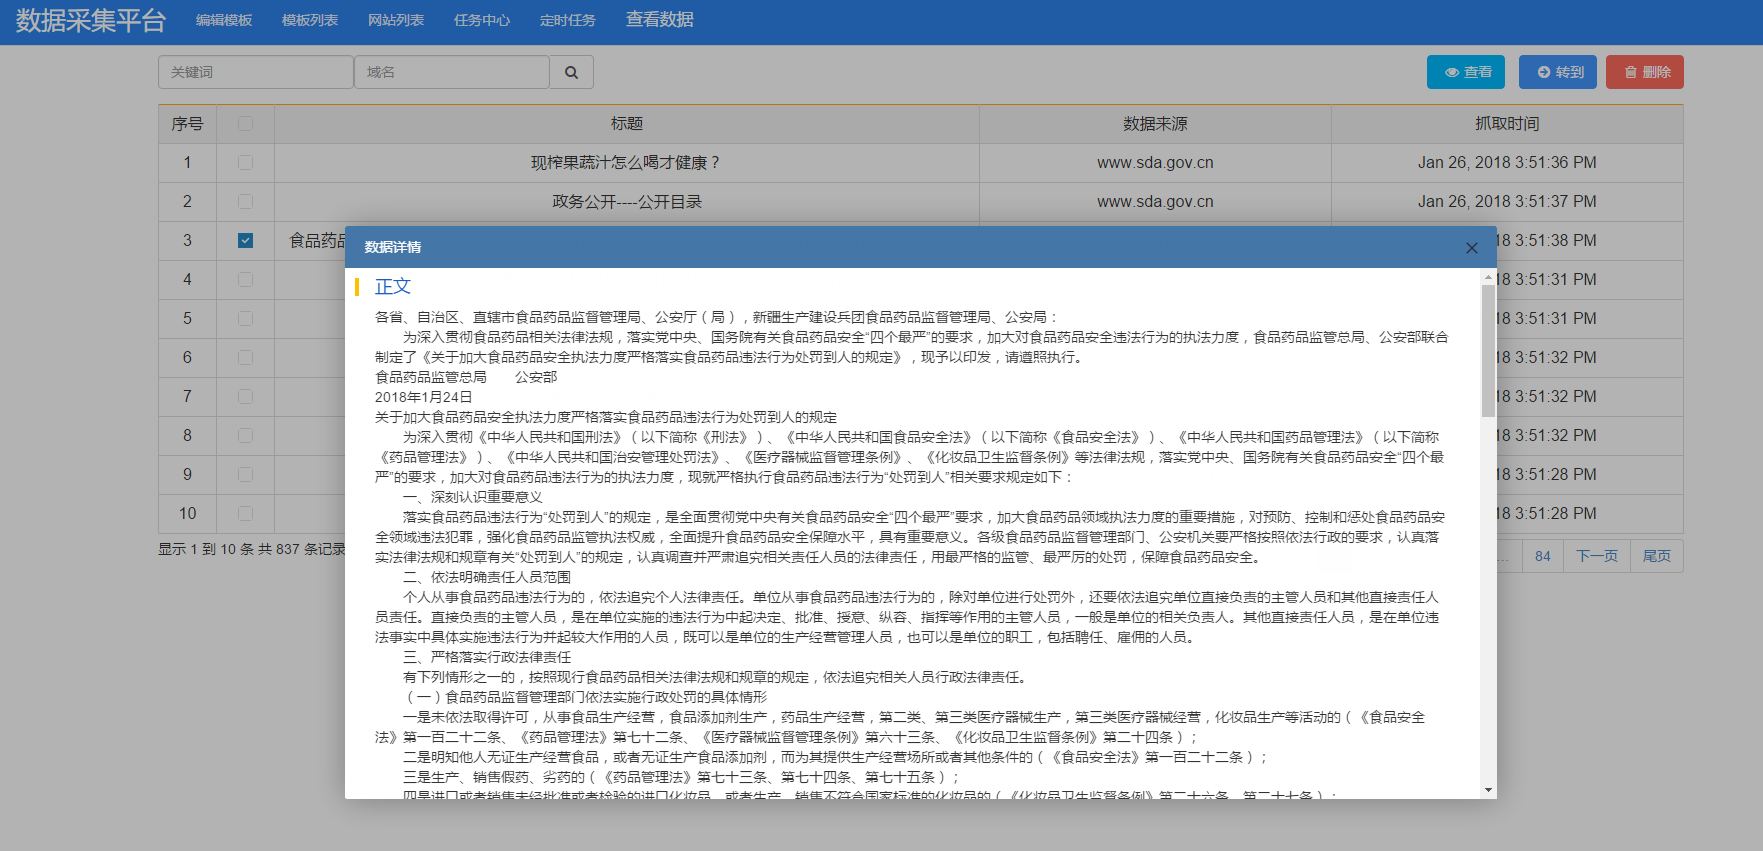 数据采集平台 编辑模板 模板列表 网站列表 任务中心 定时任务 查看数据
关键词 域名 查看 转到 删除
序号 标题 数据来源 抓取时间
1 现榨果蔬汁怎么喝才健康？ www.sda.gov.cn Jan 26, 2018 3:51:36 PM
2 政务公开----公开目录 www.sda.gov.cn Jan 26, 2018 3:51:37 PM
3 食品药品 18 3:51:38 PM
4 18 3:51:31 PM
5 18 3:51:31 PM
6 18 3:51:32 PM
7 18 3:51:32 PM
8 18 3:51:32 PM
9 18 3:51:28 PM
10 18 3:51:28 PM
显示 1 到 10 条 共 837 条记录
... 84 下一页 尾页
数据详情
正文
各省、自治区、直辖市食品药品监督管理局、公安厅（局），新疆生产建设兵团食品药品监督管理局、公安局：
为深入贯彻食品药品相关法律法规，落实党中央、国务院有关食品药品安全“四个最严”的要求，加大对食品药品安全违法行为的执法力度，食品药品监管总局、公安部联合
制定了《关于加大食品药品安全执法力度严格落实食品药品违法行为处罚到人的规定》，现予以印发，请遵照执行。
食品药品监管总局 公安部
2018年1月24日
关于加大食品药品安全执法力度严格落实食品药品违法行为处罚到人的规定
为深入贯彻《中华人民共和国刑法》（以下简称《刑法》）、《中华人民共和国食品安全法》（以下简称《食品安全法》）、《中华人民共和国药品管理法》（以下简称
《药品管理法》）、《中华人民共和国治安管理处罚法》、《医疗器械监督管理条例》、《化妆品卫生监督条例》等法律法规，落实党中央、国务院有关食品药品安全“四个最
严”的要求，加大对食品药品违法行为的执法力度，现就严格执行食品药品违法行为“处罚到人”相关要求规定如下：
一、深刻认识重要意义
落实食品药品违法行为“处罚到人”的规定，是全面贯彻党中央有关食品药品安全“四个最严”要求，加大食品药品领域执法力度的重要措施，对预防、控制和惩处食品药品安
全领域违法犯罪，强化食品药品监管执法权威，全面提升食品药品安全保障水平，具有重要意义。各级食品药品监督管理部门、公安机关要严格按照依法行政的要求，认真落
实法律法规和规章有关“处罚到人”的规定，认真调查并严肃追究相关责任人员的法律责任，用最严格的监管、最严厉的处罚，保障食品药品安全。
二、依法明确责任人员范围
个人从事食品药品违法行为的，依法追究个人法律责任。单位从事食品药品违法行为的，除对单位进行处罚外，还要依法追究单位直接负责的主管人员和其他直接责任人
员责任。直接负责的主管人员，是在单位实施的违法行为中起决定、批准、授意、纵容、指挥等作用的主管人员，一般是单位的相关负责人。其他直接责任人员，是在单位违
法事实中具体实施违法行为并起较大作用的人员，既可以是单位的生产经营管理人员，也可以是单位的职工，包括聘任、雇佣的人员。
三、严格落实行政法律责任
有下列情形之一的，按照现行食品药品相关法律法规和规章的规定，依法追究相关人员行政法律责任。
（一）食品药品监督管理部门依法实施行政处罚的具体情形
一是未依法取得许可，从事食品生产经营，食品添加剂生产，药品生产经营，第二类、第三类医疗器械生产，第三类医疗器械经营，化妆品生产等活动的（《食品安全
法》第一百二十二条、《药品管理法》第七十二条、《医疗器械监督管理条例》第六十三条、《化妆品卫生监督条例》第二十四条）；
二是明知他人无证生产经营食品，或者无证生产食品添加剂，而为其提供生产经营场所或者其他条件的（《食品安全法》第一百二十二条）；
三是生产、销售假药、劣药的（《药品管理法》第七十三条、第七十四条、第七十五条）；
四是进口或者销售未经批准或者检验的进口化妆品，或者生产、销售不符合国家标准的化妆品的（《化妆品卫生监督条例》第二十六条、第二十七条）；